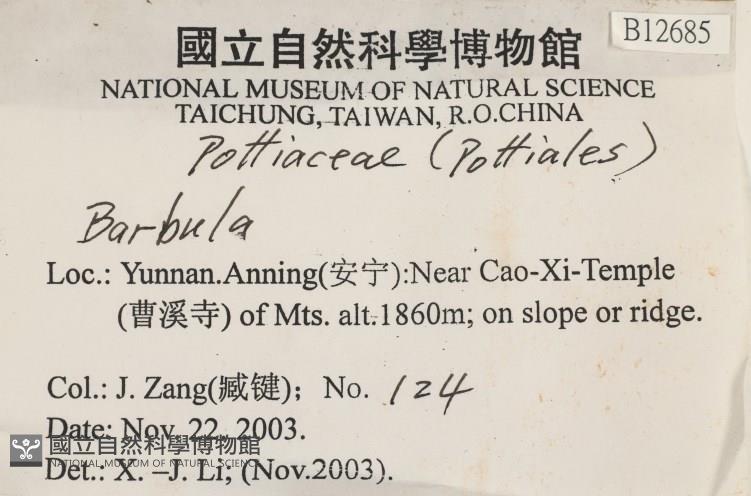 國立自然科學博物館
B12685
NATIONAL MUSEUM OF NATURAL SCIENCE
TAICHUNG, TAIWAN, R.O.CHINA
Pottiaceae (Pottiales)
Barbula
Loc.: Yunnan.Anning(安宁):Near Cao-Xi-Temple
(曹溪寺) of Mts. alt.1860m; on slope or ridge.
Col.: J. Zang(臧键); No. 124
Date: Nov. 22, 2003.
國立自然科學博物館
NATIONAL MUSEUM OF NATURAL SCIENCE
Det.: X. –J. Li; (Nov.2003).